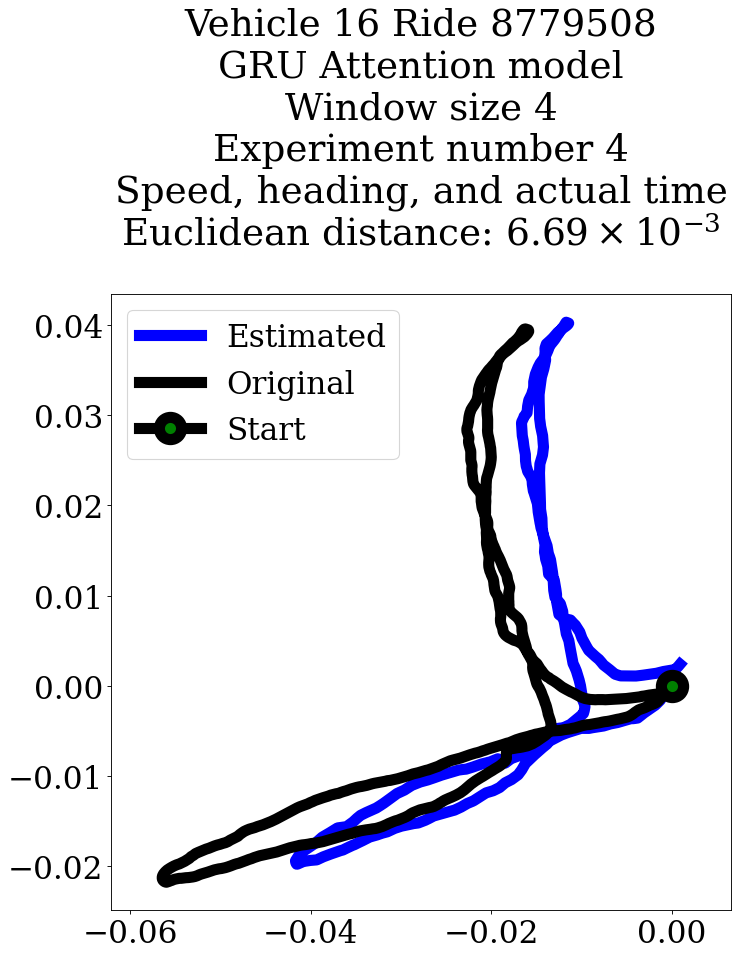 Vehicle 16 Ride 8779508
GRU Attention model
Window size 4
Experiment number 4
Speed, heading, and actual time
Euclidean distance: 6.69 × 10⁻³
Estimated
Original
Start
0.04
0.03
0.02
0.01
0.00
−0.01
−0.02
−0.06 −0.04 −0.02 0.00